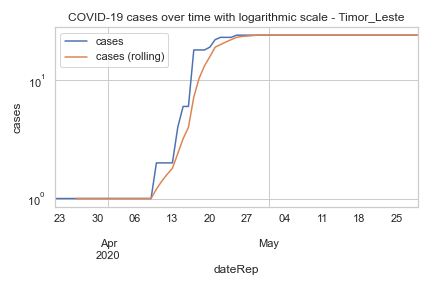 COVID-19 cases over time with logarithmic scale - Timor_Leste
cases
cases (rolling)
10¹
10⁰
cases
23 30 06 13 20 27 04 11 18 25
Apr May
2020
dateRep